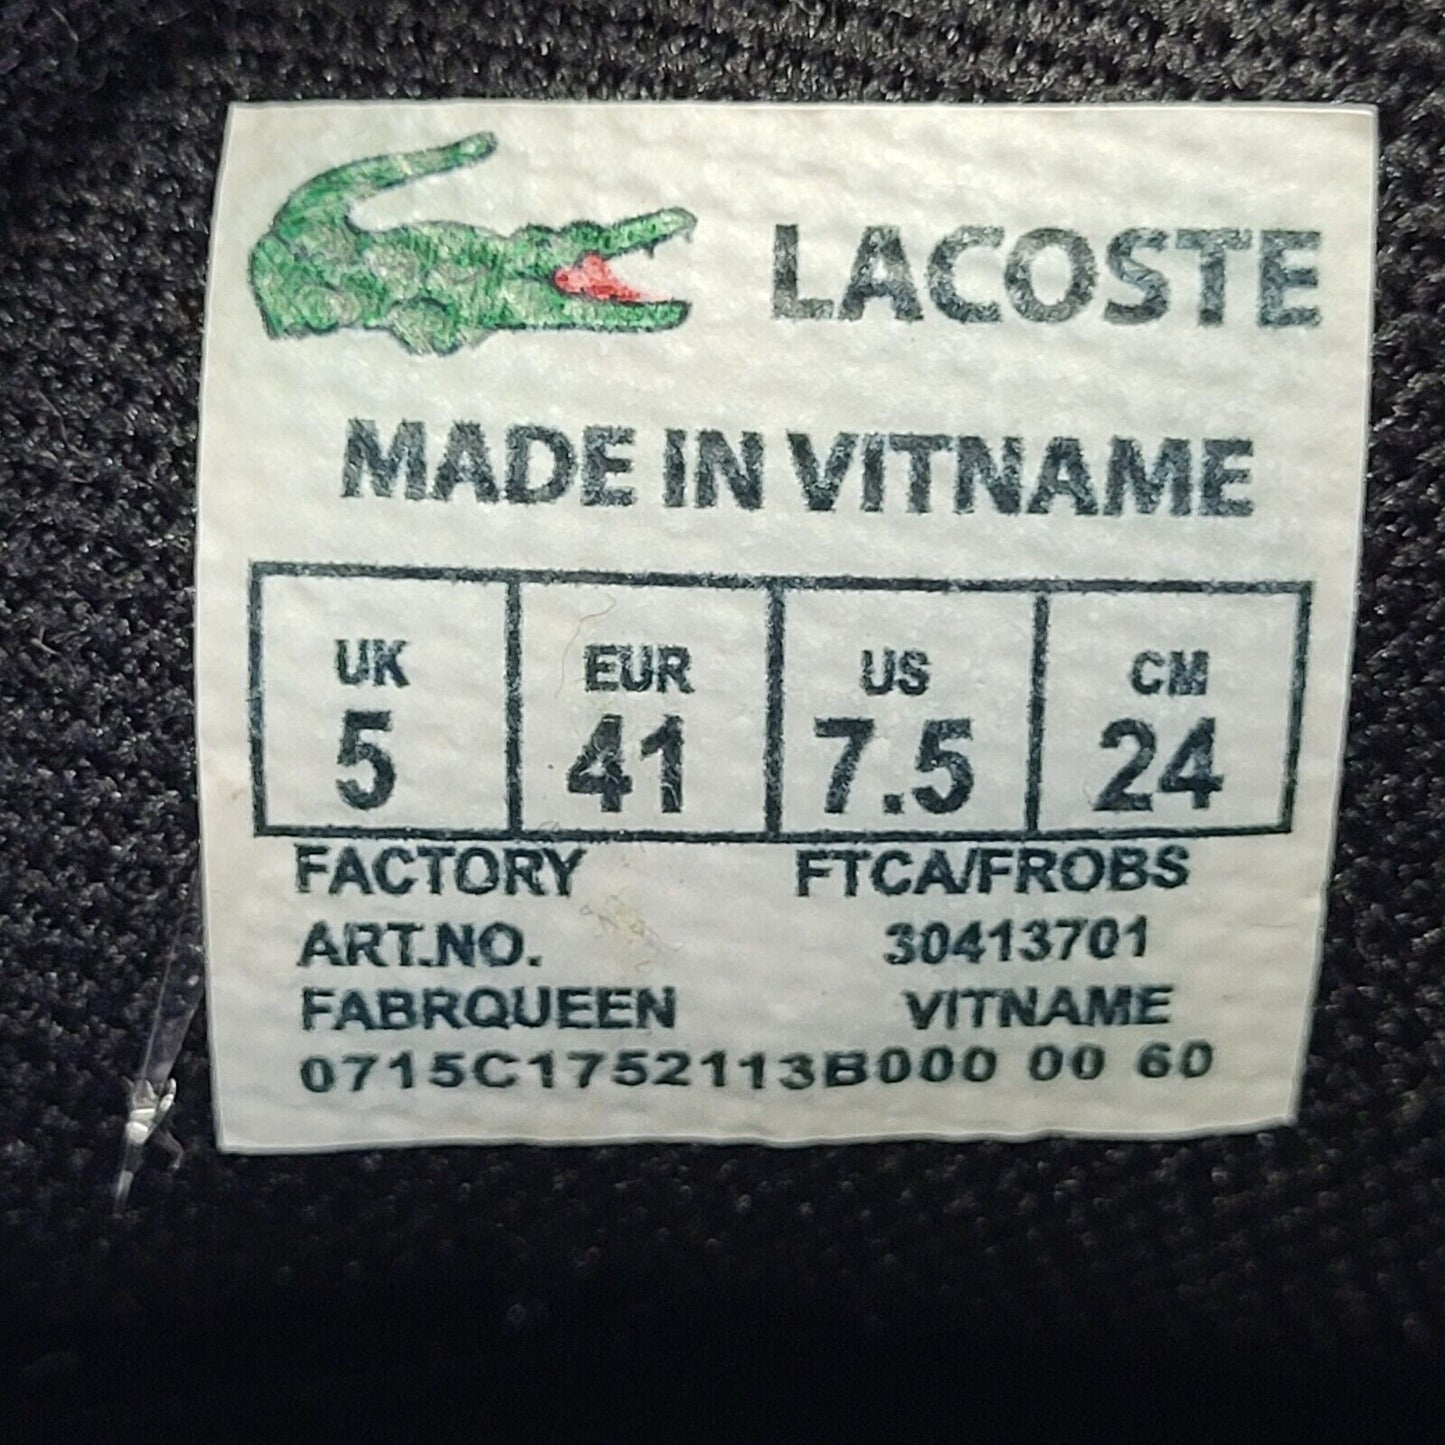 LACOSTE
MADE IN VITNAME
UK EUR US CM
5 41 7.5 24
FACTORY FTCA/FROBS
ART.NO. 30413701
FABRQUEEN VITNAME
0715C1752113B000 00 60